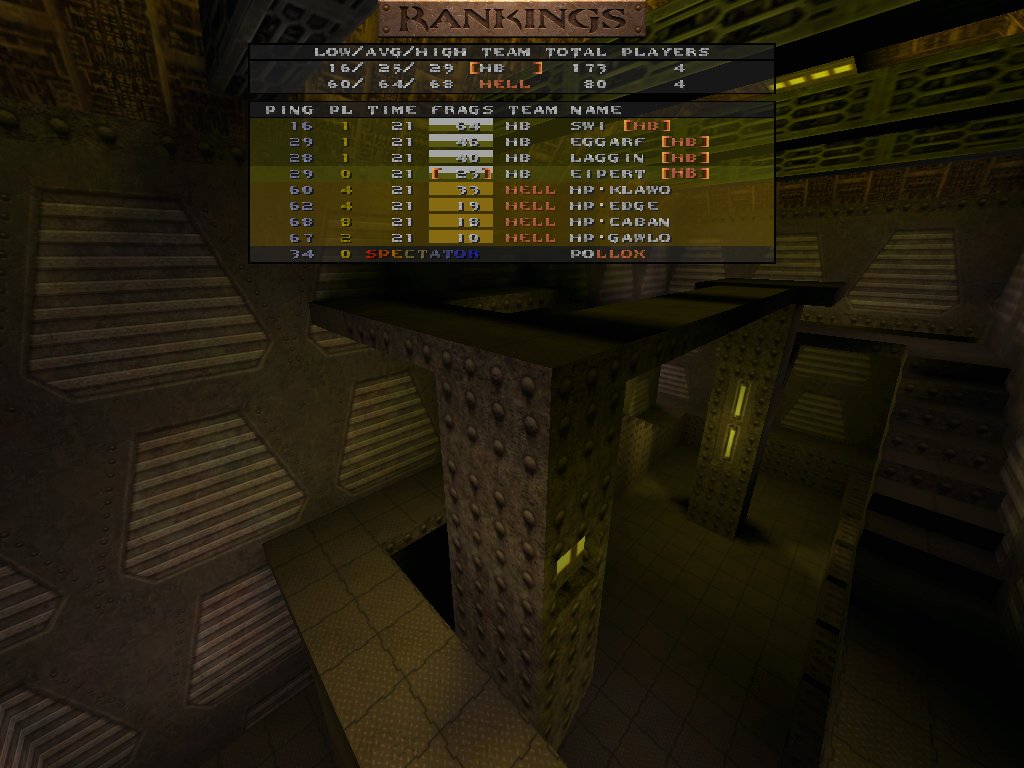 RANKINGS
LOW/AVG/HIGH TEAM TOTAL PLAYERS
16/ 25/ 29 [HB ] 173 4
60/ 64/ 68 HELL 80 4
PING PL TIME FRAGS TEAM NAME
16 1 21 64 HB SWI [HB]
29 1 21 46 HB EGGARF [HB]
28 1 21 40 HB LAGGIN [HB]
29 0 21 [ 23] HB EIPERT [HB]
60 4 21 33 HELL HP·KLAWO
62 4 21 19 HELL HP·EDGE
68 8 21 18 HELL HP·CABAN
67 2 21 10 HELL HP·GAWLO
34 0 SPECTATOR POLLOX